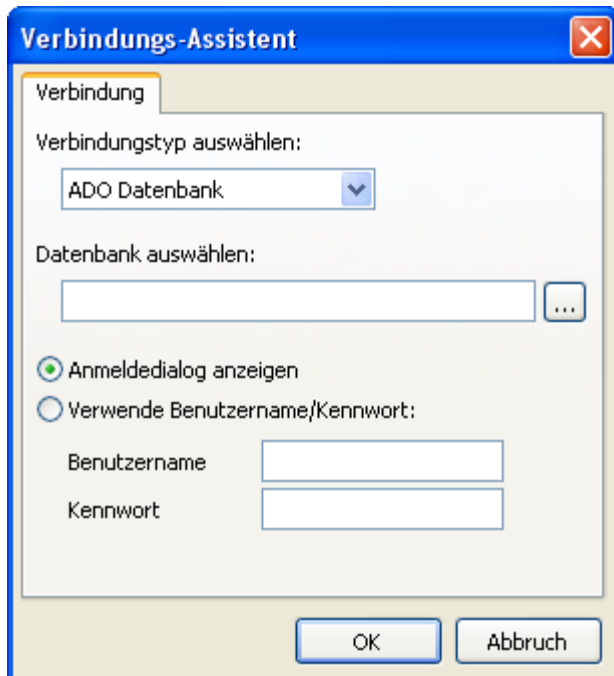 Verbindungs-Assistent
Verbindung
Verbindungstyp auswählen:
ADO Datenbank
Datenbank auswählen:
...
Anmeldedialog anzeigen
Verwende Benutzername/Kennwort:
Benutzername
Kennwort
OK Abbruch